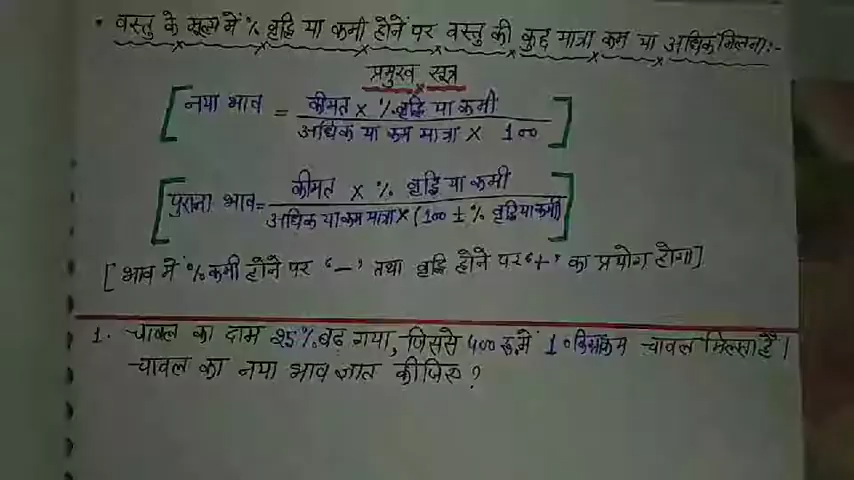 • वस्तु के मूल्य में % वृद्धि या कमी होने पर वस्तु की कुछ मात्रा कम या अधिक मिलना:-
प्रमुख सूत्र
[नया भाव = कीमत × % वृद्धि या कमी / अधिक या कम मात्रा × 100]
[पुराना भाव = कीमत × % वृद्धि या कमी / अधिक या कम मात्रा × (100 ± % वृद्धि या कमी)]
[भाव में % कमी होने पर '-' तथा वृद्धि होने पर '+' का प्रयोग होगा]
1. चावल का दाम 25% बढ़ गया, जिससे 400 रू. में 10 किग्रा कम चावल मिलता है।
चावल का नया भाव ज्ञात कीजिए?